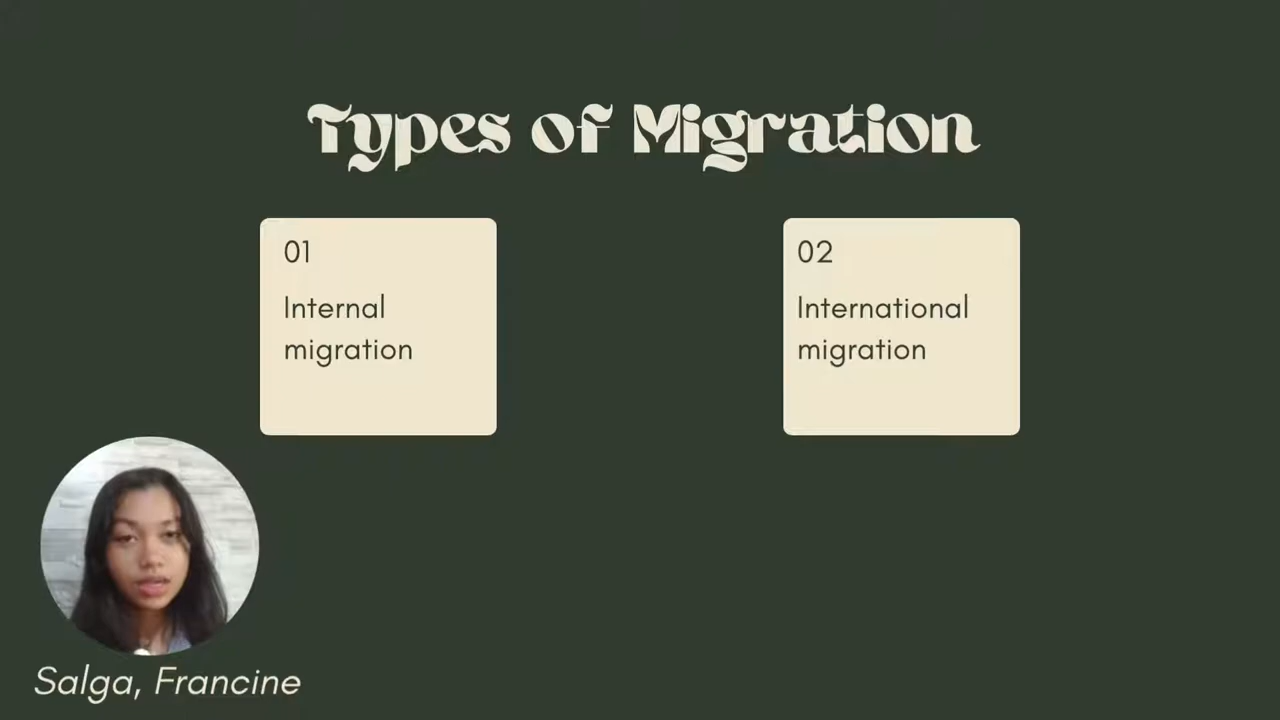 Types of Migration
01
Internal
migration
02
International
migration
Salga, Francine